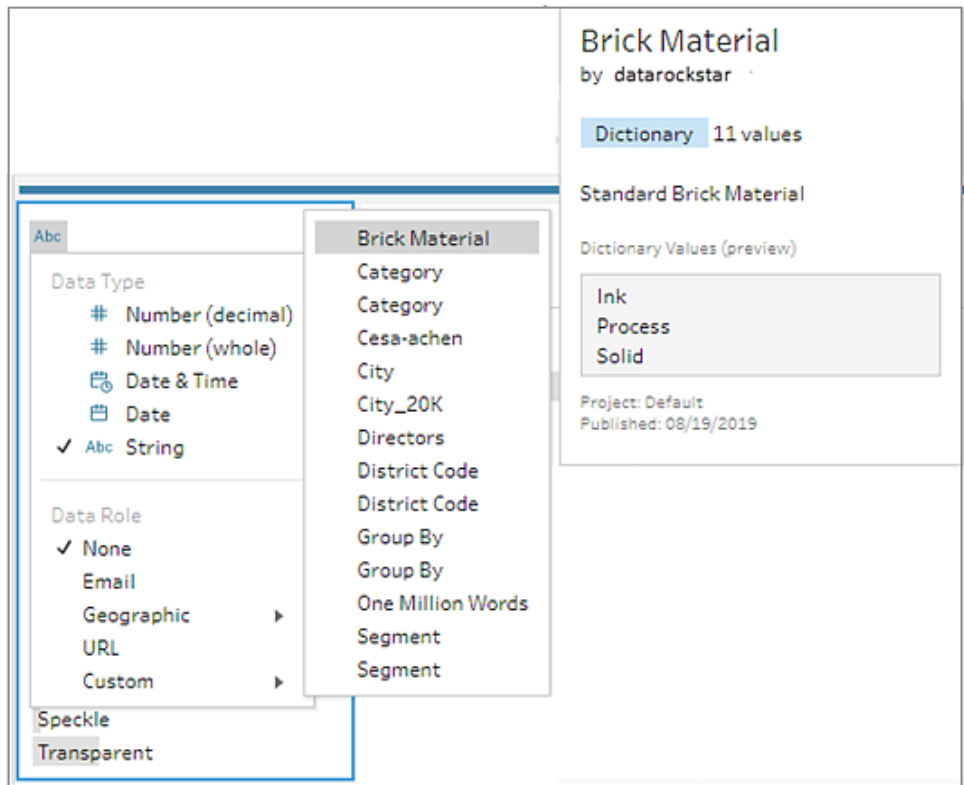 Brick Material
by datarockstar
Dictionary 11 values
Standard Brick Material
Dictionary Values (preview)
Ink
Process
Solid
Project: Default
Published: 08/19/2019
Abc
Data Type
# Number (decimal)
# Number (whole)
Date & Time
Date
✓ Abc String
Data Role
✓ None
Email
Geographic ▶
URL
Custom ▶
Speckle
Transparent
Brick Material
Category
Category
Cesa-achen
City
City_20K
Directors
District Code
District Code
Group By
Group By
One Million Words
Segment
Segment